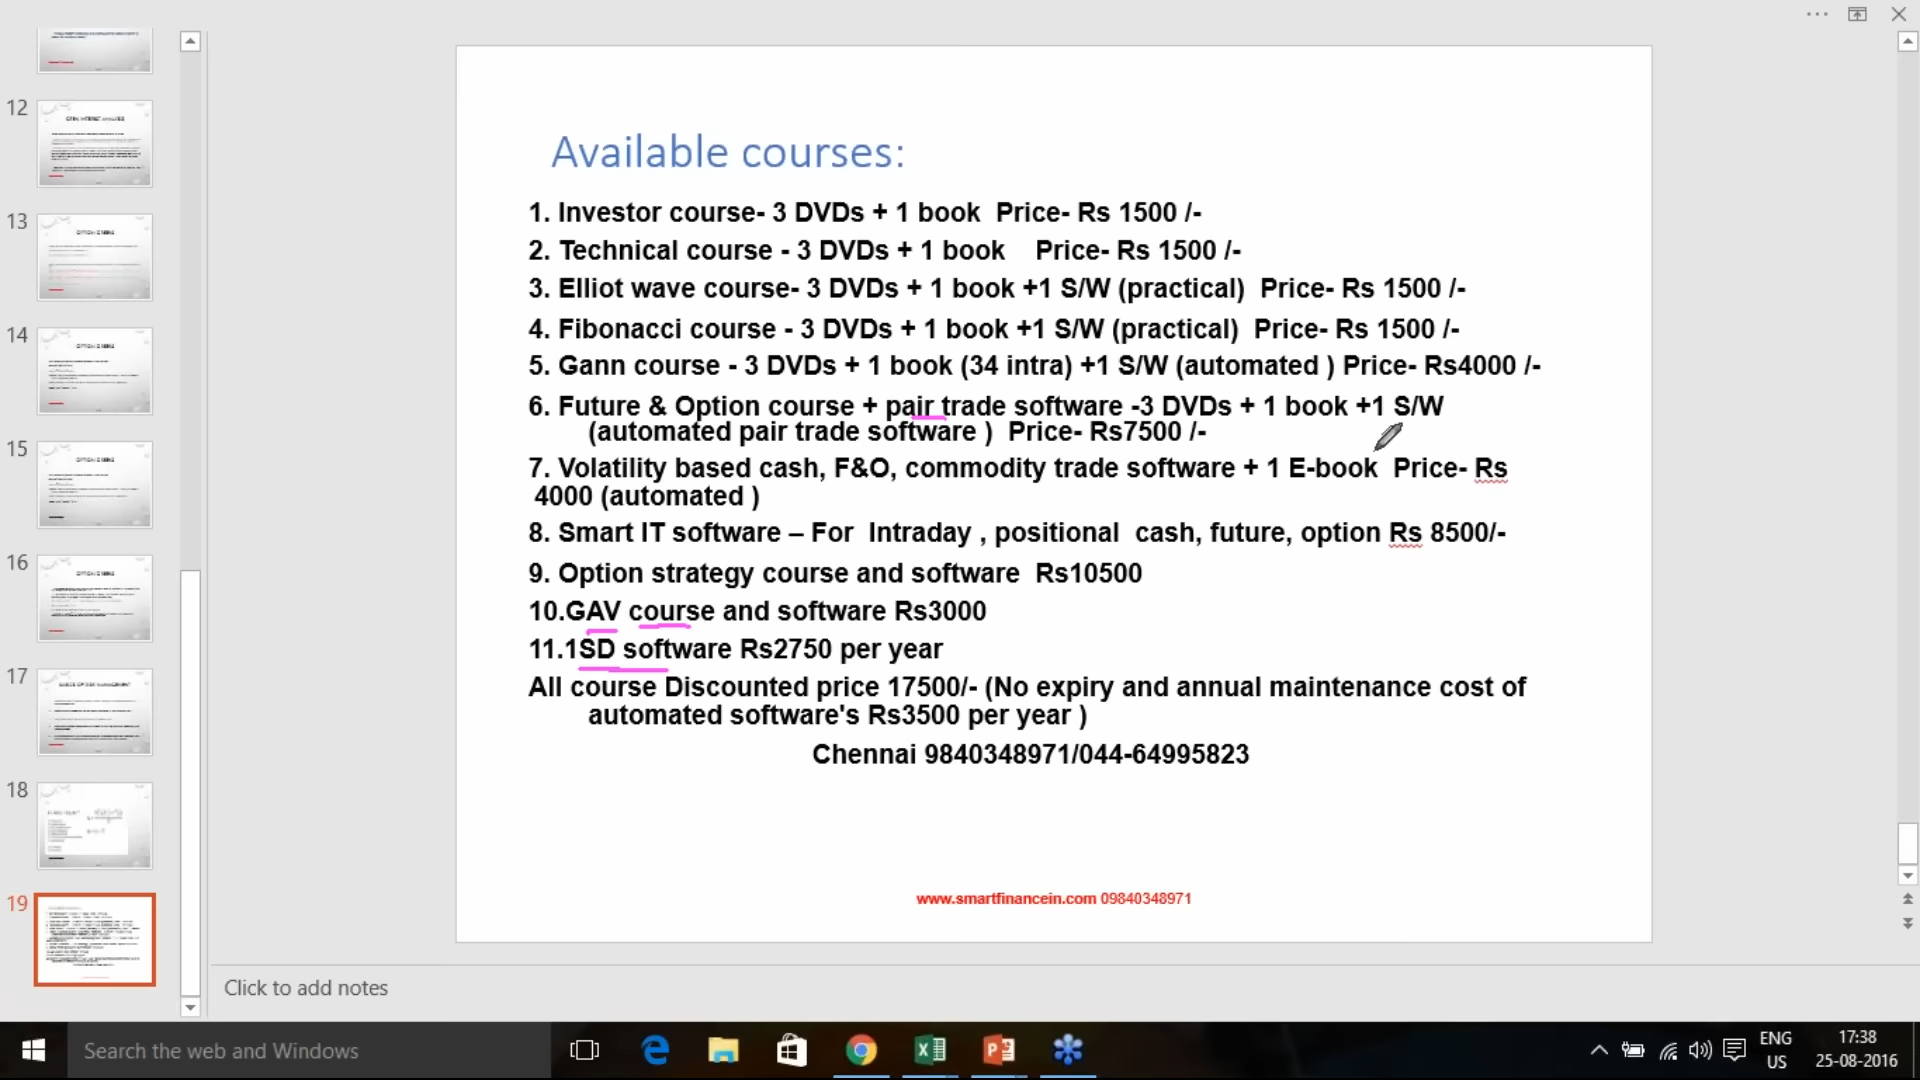 Available courses:
1. Investor course- 3 DVDs + 1 book Price- Rs 1500 /-
2. Technical course - 3 DVDs + 1 book Price- Rs 1500 /-
3. Elliot wave course- 3 DVDs + 1 book +1 S/W (practical) Price- Rs 1500 /-
4. Fibonacci course - 3 DVDs + 1 book +1 S/W (practical) Price- Rs 1500 /-
5. Gann course - 3 DVDs + 1 book (34 intra) +1 S/W (automated ) Price- Rs4000 /-
6. Future & Option course + pair trade software -3 DVDs + 1 book +1 S/W
(automated pair trade software ) Price- Rs7500 /-
7. Volatility based cash, F&O, commodity trade software + 1 E-book Price- Rs
4000 (automated )
8. Smart IT software – For Intraday , positional cash, future, option Rs 8500/-
9. Option strategy course and software Rs10500
10.GAV course and software Rs3000
11.1SD software Rs2750 per year
All course Discounted price 17500/- (No expiry and annual maintenance cost of
automated software's Rs3500 per year )
Chennai 9840348971/044-64995823
www.smartfinancein.com 09840348971
12
13
14
15
16
17
18
19
Click to add notes
Search the web and Windows
ENG
US
17:38
25-08-2016